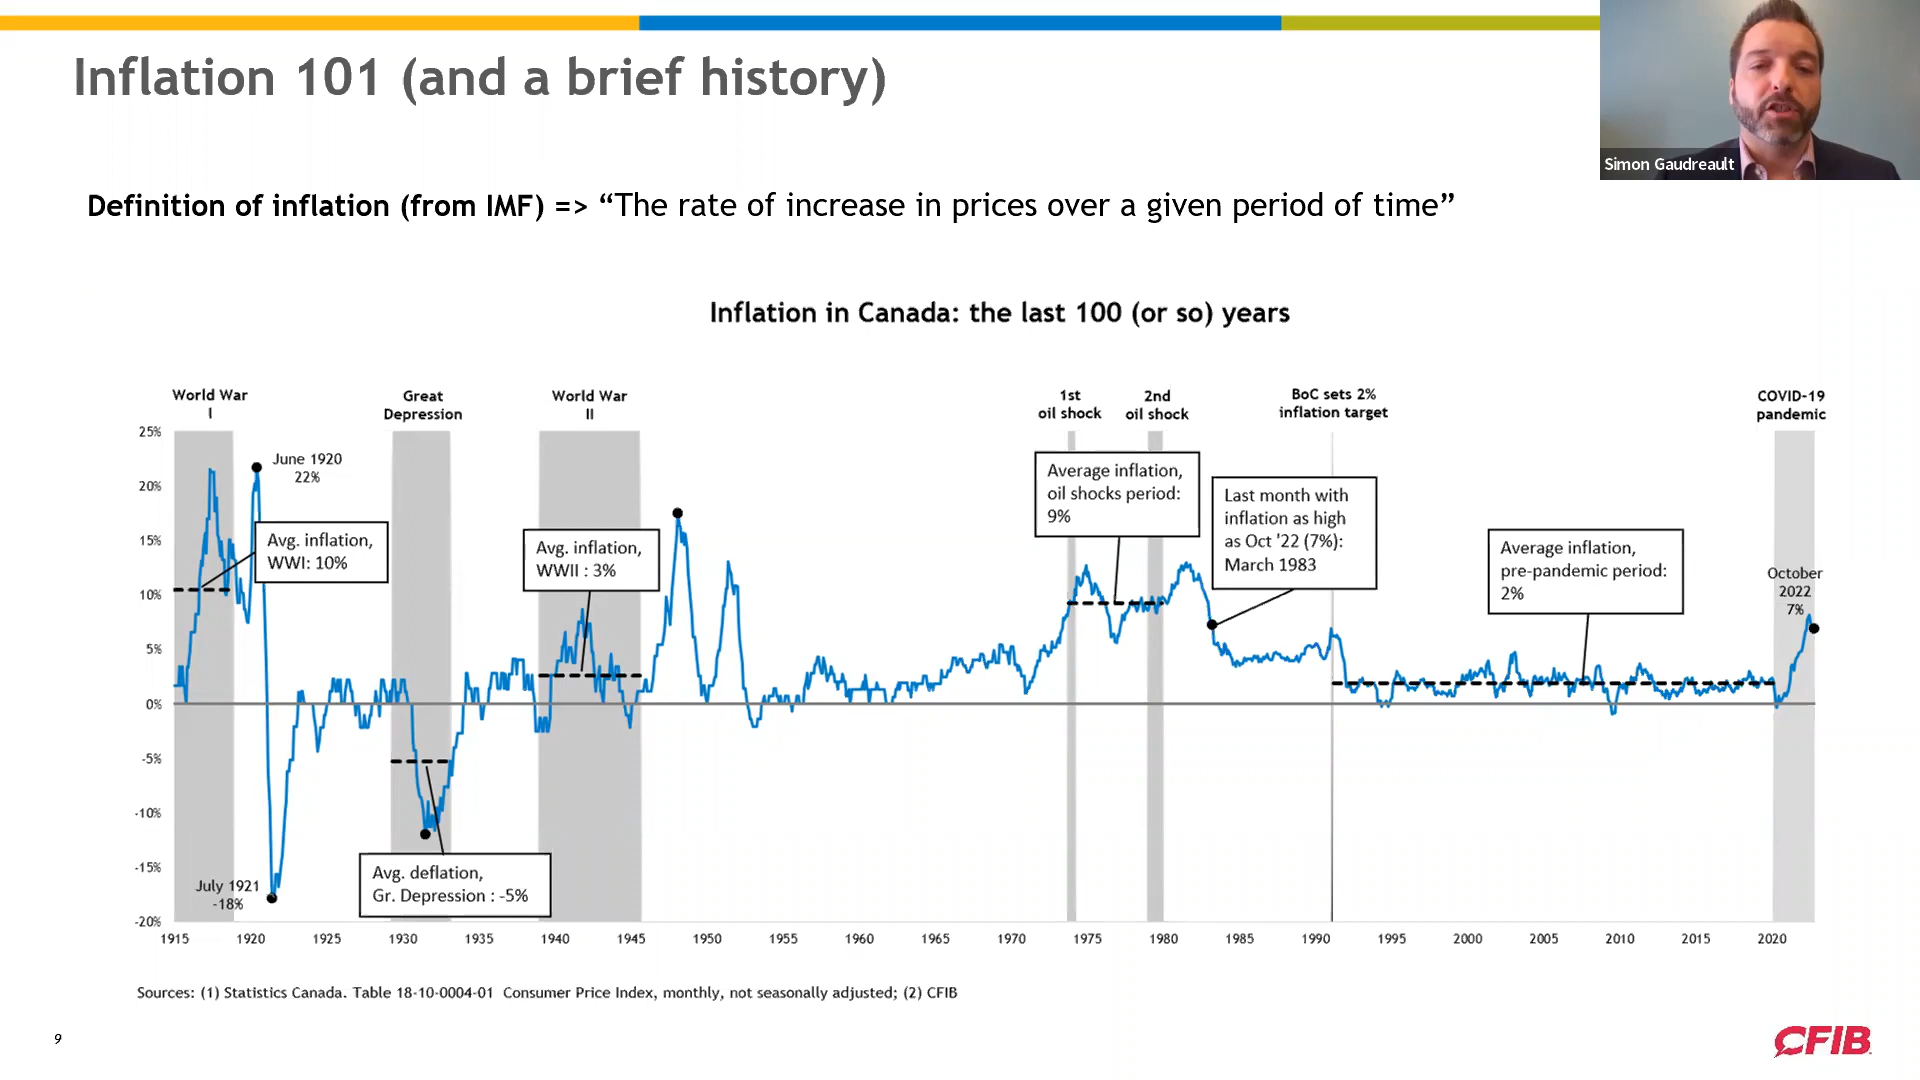 Inflation 101 (and a brief history)
Simon Gaudreault
Definition of inflation (from IMF) => “The rate of increase in prices over a given period of time”
Inflation in Canada: the last 100 (or so) years
World War
I
Great
Depression
World War
II
1st
oil shock
2nd
oil shock
BoC sets 2%
inflation target
COVID-19
pandemic
25%
20%
15%
10%
5%
0%
-5%
-10%
-15%
-20%
June 1920
22%
Avg. inflation,
WWI: 10%
July 1921
-18%
Avg. deflation,
Gr. Depression : -5%
Avg. inflation,
WWII : 3%
Average inflation,
oil shocks period:
9%
Last month with
inflation as high
as Oct '22 (7%):
March 1983
Average inflation,
pre-pandemic period:
2%
October
2022
7%
1915 1920 1925 1930 1935 1940 1945 1950 1955 1960 1965 1970 1975 1980 1985 1990 1995 2000 2005 2010 2015 2020
Sources: (1) Statistics Canada. Table 18-10-0004-01 Consumer Price Index, monthly, not seasonally adjusted; (2) CFIB
9
CFIB